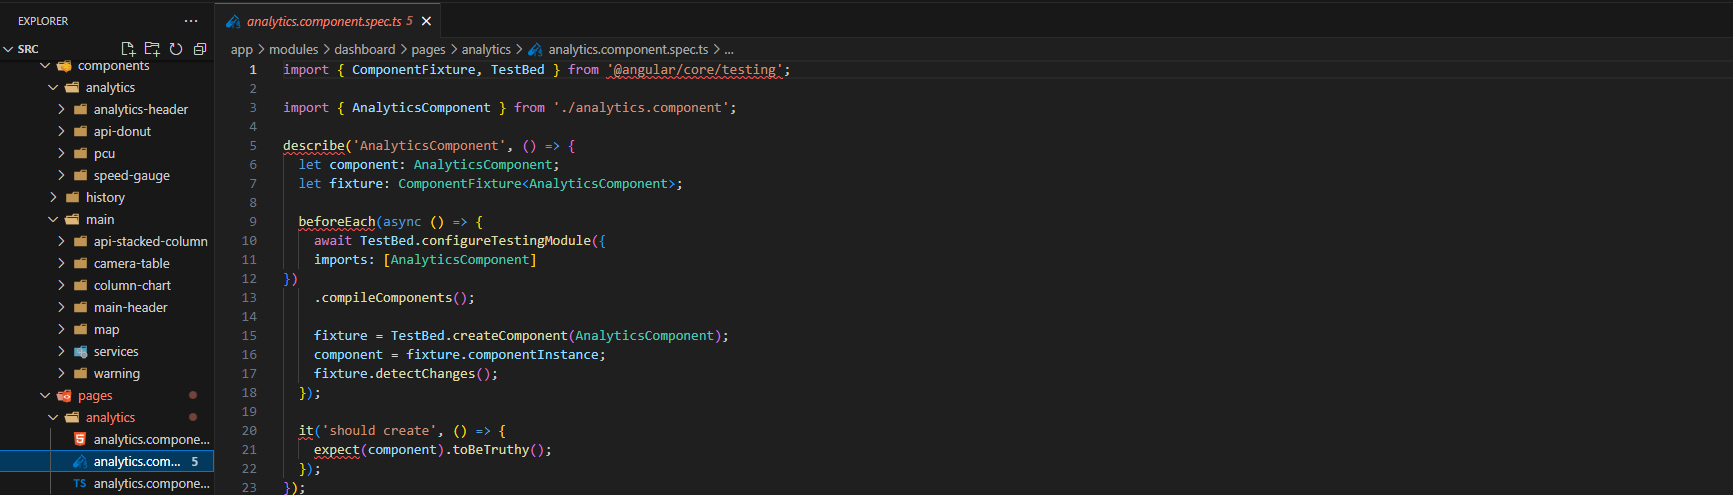 EXPLORER ...
SRC
components
analytics
analytics-header
api-donut
pcu
speed-gauge
history
main
api-stacked-column
camera-table
column-chart
main-header
map
services
warning
pages
analytics
analytics.compone...
analytics.com... 5
TS analytics.compone...
analytics.component.spec.ts 5
app > modules > dashboard > pages > analytics > analytics.component.spec.ts > ...
1 import { ComponentFixture, TestBed } from '@angular/core/testing';
2
3 import { AnalyticsComponent } from './analytics.component';
4
5 describe('AnalyticsComponent', () => {
6 let component: AnalyticsComponent;
7 let fixture: ComponentFixture<AnalyticsComponent>;
8
9 beforeEach(async () => {
10 await TestBed.configureTestingModule({
11 imports: [AnalyticsComponent]
12 })
13 .compileComponents();
14
15 fixture = TestBed.createComponent(AnalyticsComponent);
16 component = fixture.componentInstance;
17 fixture.detectChanges();
18 });
19
20 it('should create', () => {
21 expect(component).toBeTruthy();
22 });
23 });